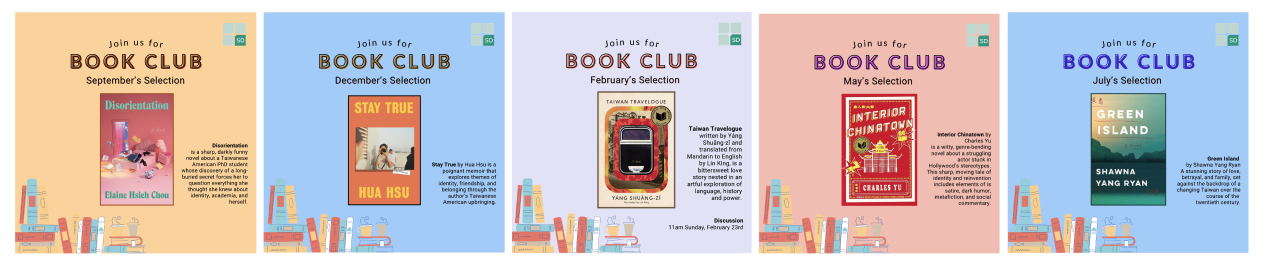 Join us for
BOOK CLUB
September's Selection
SD
Disorientation
Elaine Hsieh Chou
Disorientation
is a sharp, darkly funny
novel about a Taiwanese
American PhD student
whose discovery of a long-
buried secret forces her to
question everything she
thought she knew about
identity, academia, and
herself.
Join us for
BOOK CLUB
December's Selection
SD
STAY TRUE
HUA HSU
Stay True by Hua Hsu is a
poignant memoir that
explores themes of
identity, friendship, and
belonging through the
author's Taiwanese
American upbringing.
Join us for
BOOK CLUB
February's Selection
SD
TAIWAN TRAVELOGUE
YÁNG SHUĀNG-ZǏ
Taiwan Travelogue
written by Yáng
Shuāng-zǐ and
translated from
Mandarin to English
by Lin King, is a
bittersweet love
story nested in an
artful exploration of
language, history
and power.
Discussion
11am Sunday, February 23rd
Join us for
BOOK CLUB
May's Selection
SD
INTERIOR
CHINATOWN
CHARLES YU
Interior Chinatown by
Charles Yu
is a witty, genre-bending
novel about a struggling
actor stuck in
Hollywood's stereotypes.
This sharp, moving tale of
identity and reinvention
includes elements of is
satire, dark humor,
metafiction, and social
commentary.
Join us for
BOOK CLUB
July's Selection
SD
GREEN
ISLAND
SHAWNA
YANG RYAN
Green Island
by Shawna Yang Ryan
A stunning story of love,
betrayal, and family, set
against the backdrop of a
changing Taiwan over the
course of the
twentieth century.